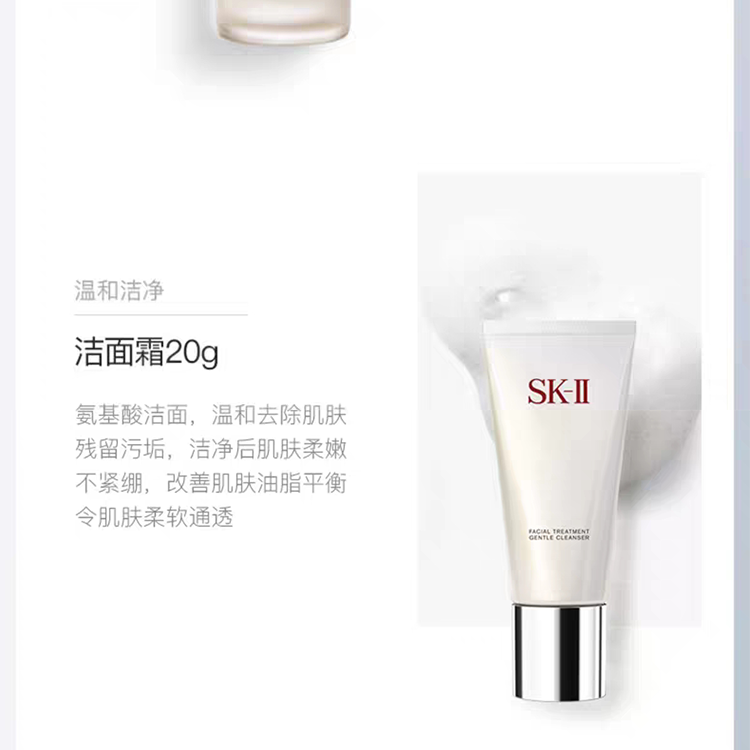 温和洁净
洁面霜20g
氨基酸洁面，温和去除肌肤
残留污垢，洁净后肌肤柔嫩
不紧绷，改善肌肤油脂平衡
令肌肤柔软通透
SK-II
FACIAL TREATMENT
GENTLE CLEANSER